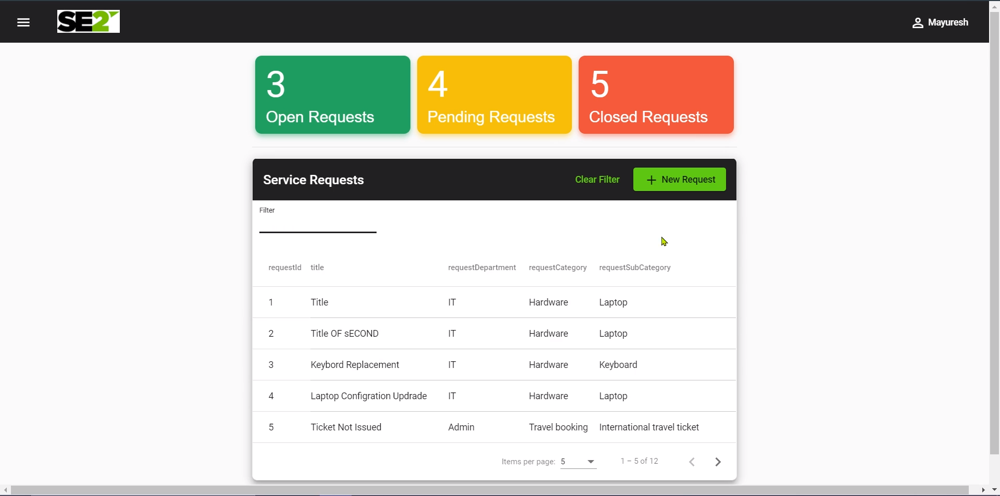 SE2
Mayuresh
3
Open Requests
4
Pending Requests
5
Closed Requests
Service Requests
Clear Filter
+ New Request
Filter
requestId title requestDepartment requestCategory requestSubCategory
1 Title IT Hardware Laptop
2 Title OF sECOND IT Hardware Laptop
3 Keybord Replacement IT Hardware Keyboard
4 Laptop Configration Updrade IT Hardware Laptop
5 Ticket Not Issued Admin Travel booking International travel ticket
Items per page: 5 1 – 5 of 12